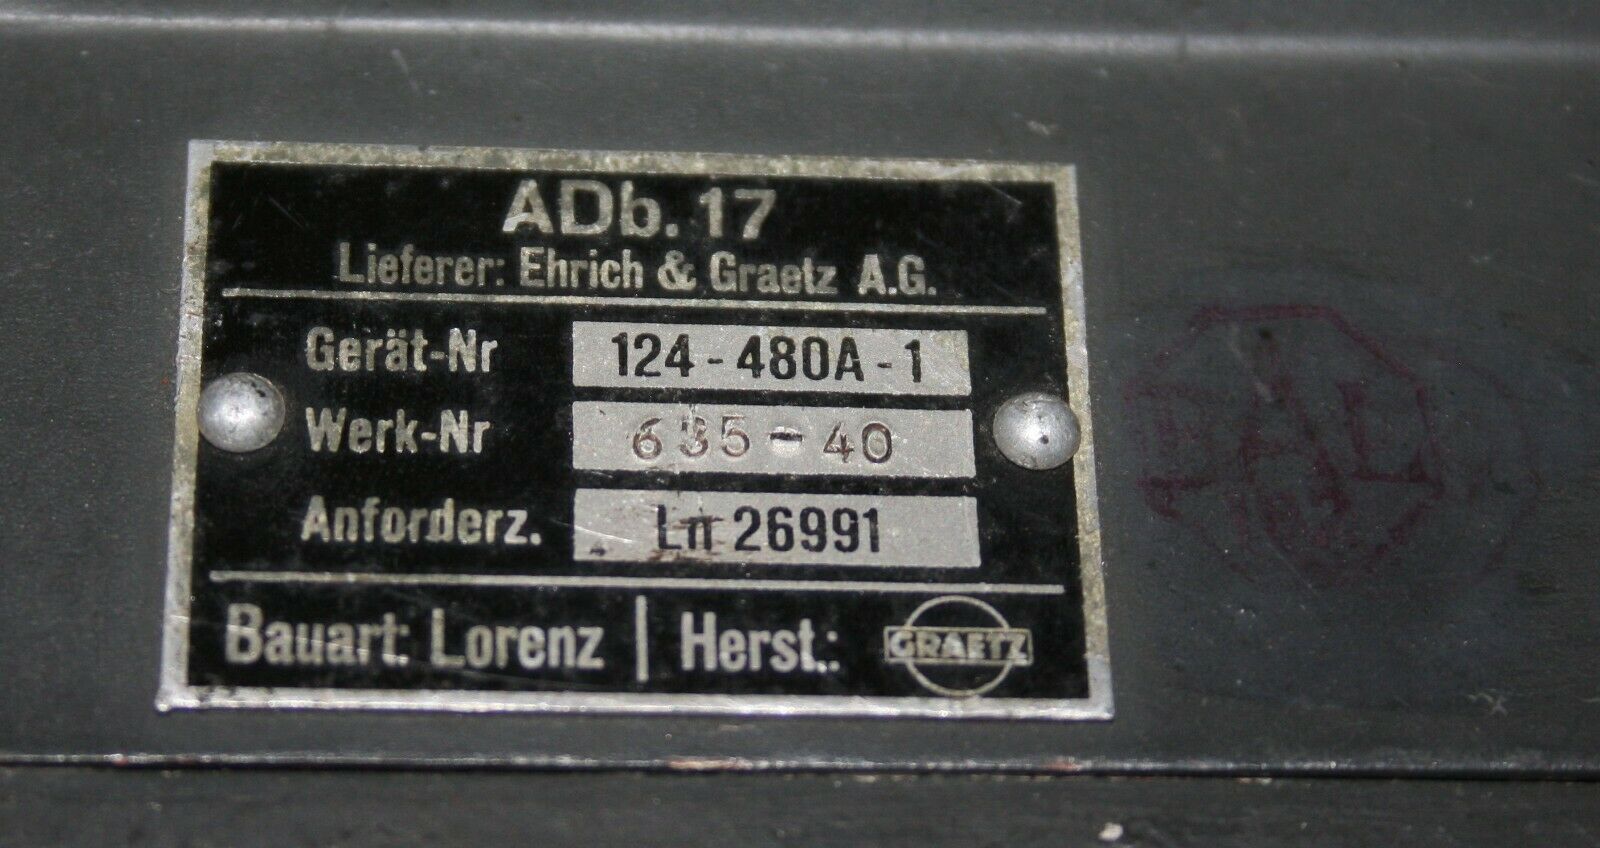 ADb. 17
Lieferer: Ehrich & Graetz A.G.
Gerät-Nr 124-480A-1
Werk-Nr 635-40
Anforderz. Ln 26991
Bauart: Lorenz | Herst.: GRAETZ
BAL